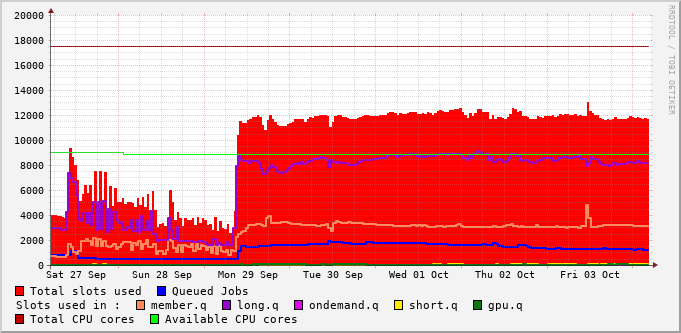 RRDTOOL / TOBI OETIKER
20000
18000
16000
14000
12000
10000
8000
6000
4000
2000
0
Sat 27 Sep Sun 28 Sep Mon 29 Sep Tue 30 Sep Wed 01 Oct Thu 02 Oct Fri 03 Oct
Total slots used Queued Jobs
Slots used in : member.q long.q ondemand.q short.q gpu.q
Total CPU cores Available CPU cores